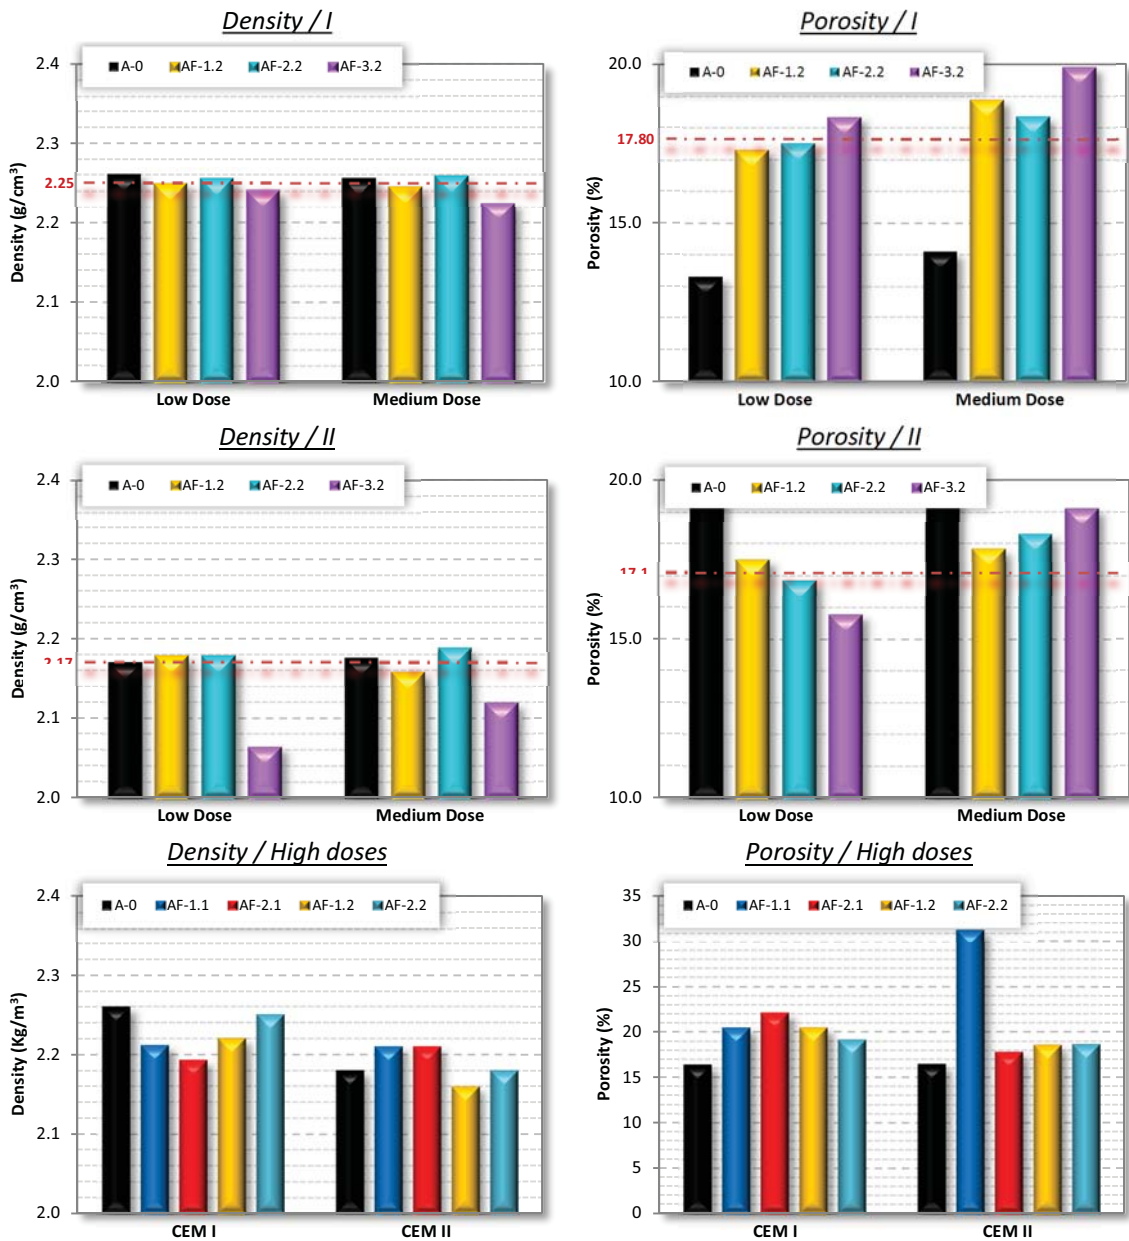 Density / I
Porosity / I
2.4
A-0 AF-1.2 AF-2.2 AF-3.2
2.3
2.25
2.2
2.1
2.0
Density (g/cm³)
Low Dose Medium Dose
20.0
A-0 AF-1.2 AF-2.2 AF-3.2
17.80
15.0
10.0
Porosity (%)
Low Dose Medium Dose
Density / II
Porosity / II
2.4
A-0 AF-1.2 AF-2.2 AF-3.2
2.3
2.2
2.17
2.1
2.0
Density (g/cm³)
Low Dose Medium Dose
20.0
A-0 AF-1.2 AF-2.2 AF-3.2
17.1
15.0
10.0
Porosity (%)
Low Dose Medium Dose
Density / High doses
Porosity / High doses
2.4
A-0 AF-1.1 AF-2.1 AF-1.2 AF-2.2
2.3
2.2
2.1
2.0
Density (Kg/m³)
CEM I CEM II
35
A-0 AF-1.1 AF-2.1 AF-1.2 AF-2.2
30
25
20
15
10
5
0
Porosity (%)
CEM I CEM II